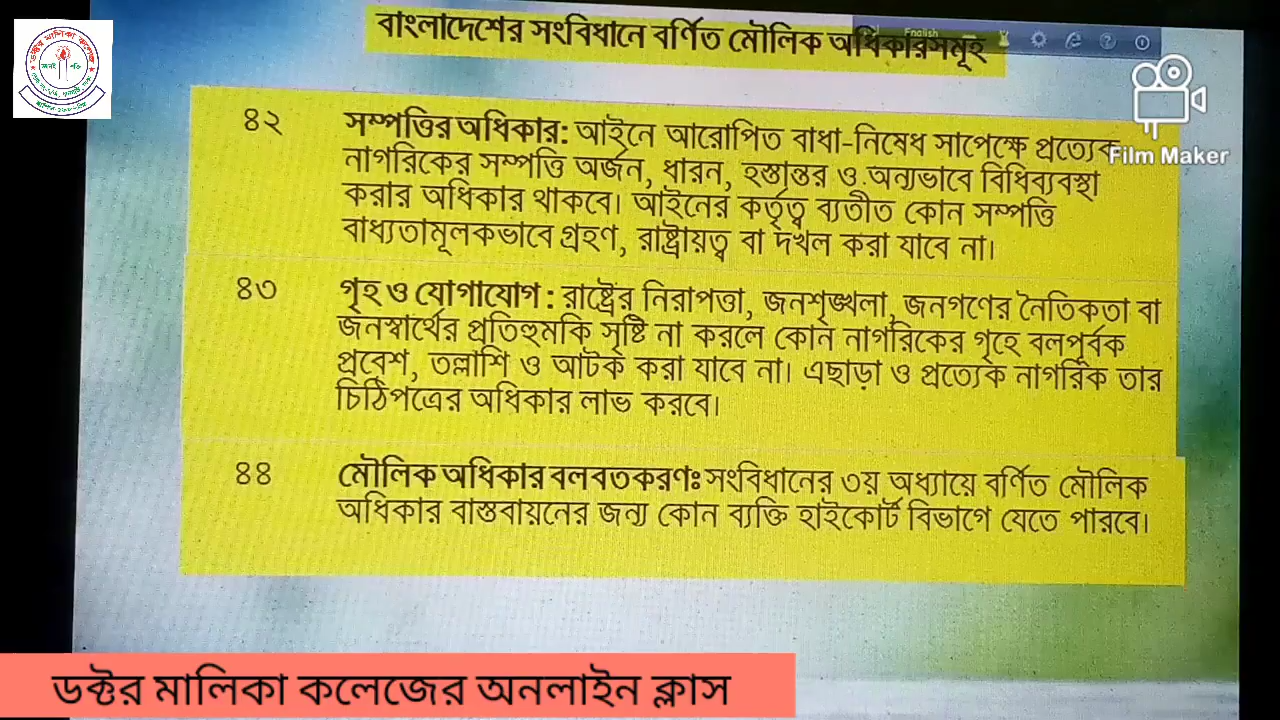 বাংলাদেশের সংবিধানে বর্ণিত মৌলিক অধিকারসমূহ
English
Film Maker
৪২ সম্পত্তির অধিকার: আইনে আরোপিত বাধা-নিষেধ সাপেক্ষে প্রত্যেক
নাগরিকের সম্পত্তি অর্জন, ধারন, হস্তান্তর ও অন্যভাবে বিধিব্যবস্থা
করার অধিকার থাকবে। আইনের কর্তৃত্ব ব্যতীত কোন সম্পত্তি
বাধ্যতামূলকভাবে গ্রহণ, রাষ্ট্রায়ত্ব বা দখল করা যাবে না।
৪৩ গৃহ ও যোগাযোগ : রাষ্ট্রের নিরাপত্তা, জনশৃঙ্খলা, জনগণের নৈতিকতা বা
জনস্বার্থের প্রতিহুমকি সৃষ্টি না করলে কোন নাগরিকের গৃহে বলপূর্বক
প্রবেশ, তল্লাশি ও আটক করা যাবে না। এছাড়া ও প্রত্যেক নাগরিক তার
চিঠিপত্রের অধিকার লাভ করবে।
৪৪ মৌলিক অধিকার বলবতকরণঃ সংবিধানের ৩য় অধ্যায়ে বর্ণিত মৌলিক
অধিকার বাস্তবায়নের জন্য কোন ব্যক্তি হাইকোর্ট বিভাগে যেতে পারবে।
ডক্টর মালিকা কলেজের অনলাইন ক্লাস